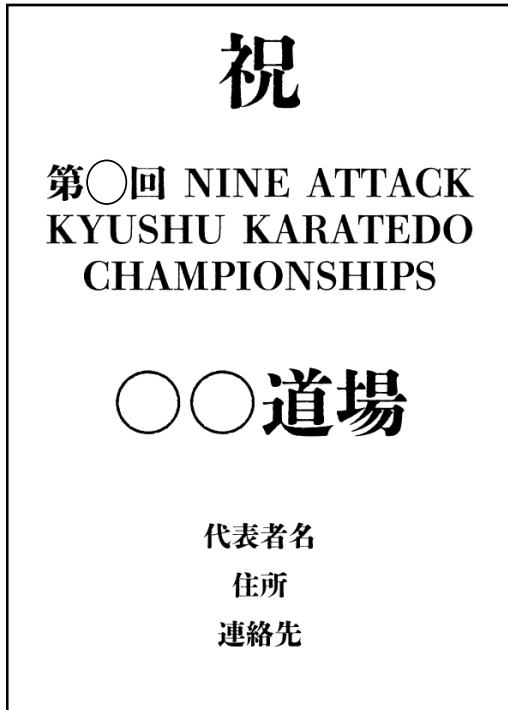 祝
第◯回 NINE ATTACK
KYUSHU KARATEDO
CHAMPIONSHIPS
◯◯道場
代表者名
住所
連絡先